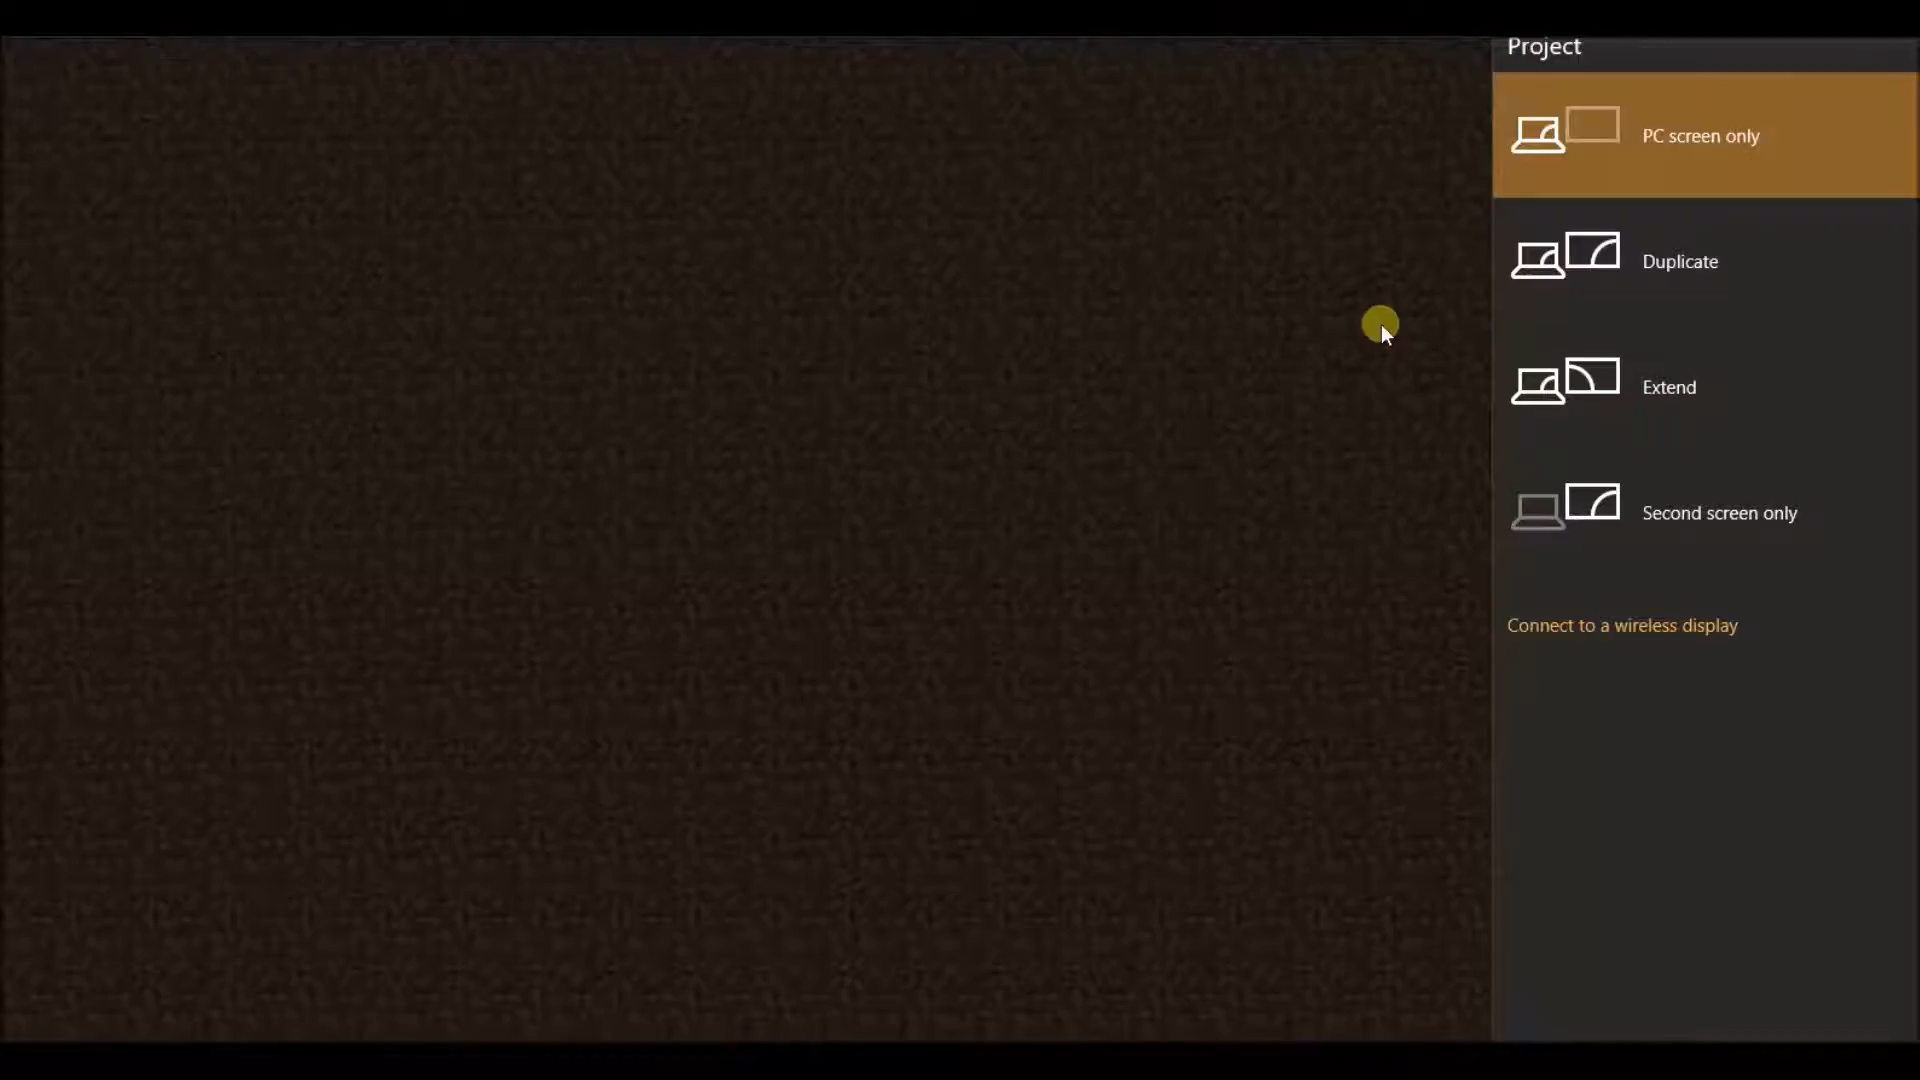 Project
PC screen only
Duplicate
Extend
Second screen only
Connect to a wireless display